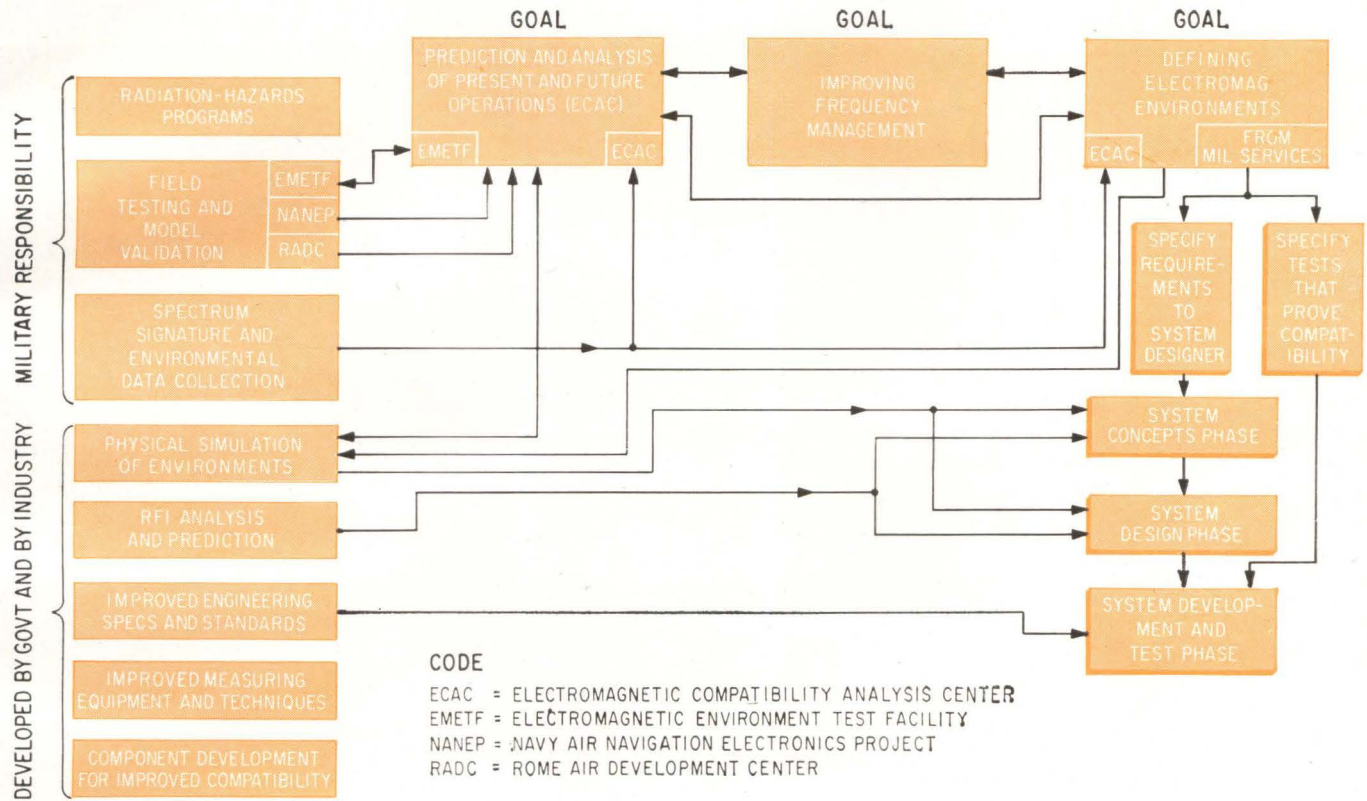 GOAL
GOAL
GOAL
PREDICTION AND ANALYSIS
OF PRESENT AND FUTURE
OPERATIONS (ECAC)
EMETF
ECAC
IMPROVING
FREQUENCY
MANAGEMENT
DEFINING
ELECTROMAG
ENVIRONMENTS
ECAC
FROM
MIL SERVICES
MILITARY RESPONSIBILITY
RADIATION-HAZARDS
PROGRAMS
FIELD
TESTING AND
MODEL
VALIDATION
EMETF
NANEP
RADC
SPECTRUM
SIGNATURE AND
ENVIRONMENTAL
DATA COLLECTION
SPECIFY
REQUIRE-
MENTS
TO
SYSTEM
DESIGNER
SPECIFY
TESTS
THAT
PROVE
COMPAT-
IBILITY
DEVELOPED BY GOVT AND BY INDUSTRY
PHYSICAL SIMULATION
OF ENVIRONMENTS
RFI ANALYSIS
AND PREDICTION
IMPROVED ENGINEERING
SPECS AND STANDARDS
IMPROVED MEASURING
EQUIPMENT AND TECHNIQUES
COMPONENT DEVELOPMENT
FOR IMPROVED COMPATIBILITY
SYSTEM
CONCEPTS PHASE
SYSTEM
DESIGN PHASE
SYSTEM DEVELOP-
MENT AND
TEST PHASE
CODE
ECAC = ELECTROMAGNETIC COMPATIBILITY ANALYSIS CENTER
EMETF = ELECTROMAGNETIC ENVIRONMENT TEST FACILITY
NANEP = NAVY AIR NAVIGATION ELECTRONICS PROJECT
RADC = ROME AIR DEVELOPMENT CENTER